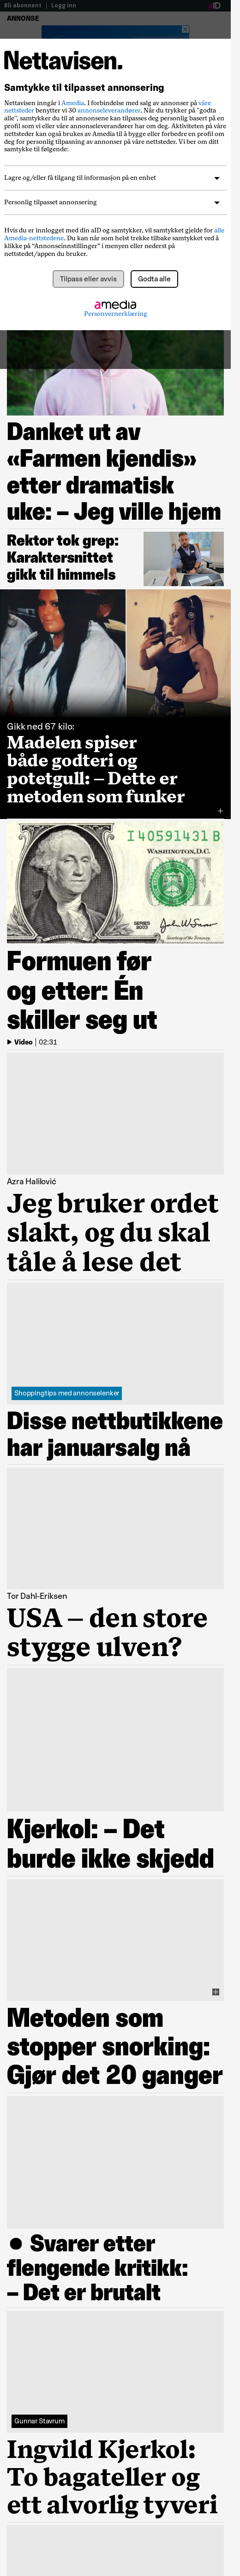 Bli abonnent | Logg inn
ANNONSE
Nettavisen.
Samtykke til tilpasset annonsering
Nettavisen inngår i Amedia. I forbindelse med salg av annonser på våre
nettsteder benytter vi 30 annonseleverandører. Når du trykker på "godta
alle", samtykker du til at annonsene kan tilpasses deg personlig basert på en
profil som vi eller våre annonseleverandører har om deg. Aktiviteten på våre
nettsteder kan også brukes av Amedia til å bygge eller forbedre en profil om
deg for personlig tilpasning av annonser på våre nettsteder. Vi ber om ditt
samtykke til følgende:
Lagre og/eller få tilgang til informasjon på en enhet
Personlig tilpasset annonsering
Hvis du er innlogget med din aID og samtykker, vil samtykket gjelde for alle
Amedia-nettstedene. Du kan når som helst trekke tilbake samtykket ved å
klikke på “Annonseinnstillinger” i menyen eller nederst på
nettstedet/appen du bruker.
Tilpass eller avvis
Godta alle
amedia
Personvernerklæring
Danket ut av
«Farmen kjendis»
etter dramatisk
uke: – Jeg ville hjem
Rektor tok grep:
Karaktersnittet
gikk til himmels
Gikk ned 67 kilo:
Madelen spiser
både godteri og
potetgull: – Dette er
metoden som funker
WASHINGTON, D.C.
I 40591431 B
SERIES
2003
Formuen før
og etter: Én
skiller seg ut
Video | 02:31
Azra Halilović
Jeg bruker ordet
slakt, og du skal
tåle å lese det
Shoppingtips med annonselenker
Disse nettbutikkene
har januarsalg nå
Tor Dahl-Eriksen
USA – den store
stygge ulven?
Kjerkol: – Det
burde ikke skjedd
Metoden som
stopper snorking:
Gjør det 20 ganger
● Svarer etter
flengende kritikk:
– Det er brutalt
Gunnar Stavrum
Ingvild Kjerkol:
To bagateller og
ett alvorlig tyveri